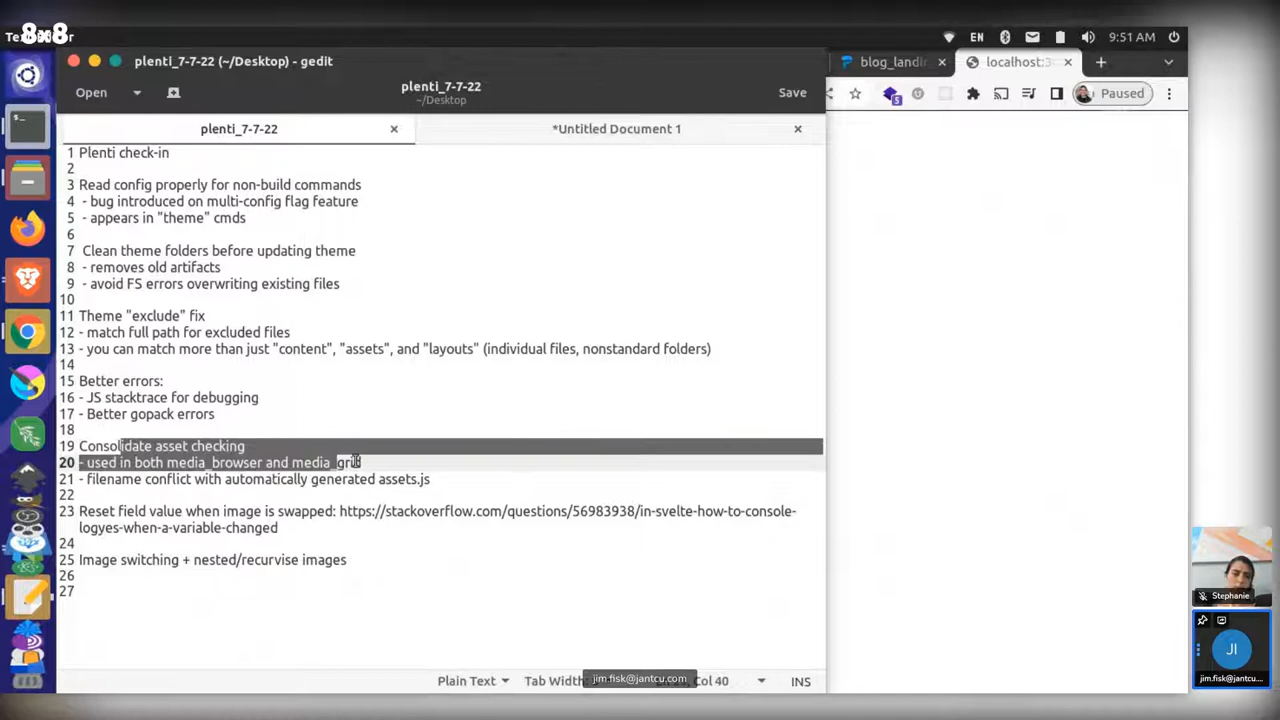 8x8
9:51 AM
EN
plenti_7-7-22 (~/Desktop) - gedit
Open
plenti_7-7-22
~/Desktop
Save
plenti_7-7-22
*Untitled Document 1
blog_landi
localhost:3
Paused
1 Plenti check-in
2
3 Read config properly for non-build commands
4 - bug introduced on multi-config flag feature
5 - appears in "theme" cmds
6
7 Clean theme folders before updating theme
8 - removes old artifacts
9 - avoid FS errors overwriting existing files
10
11 Theme "exclude" fix
12 - match full path for excluded files
13 - you can match more than just "content", "assets", and "layouts" (individual files, nonstandard folders)
14
15 Better errors:
16 - JS stacktrace for debugging
17 - Better gopack errors
18
19 Consolidate asset checking
20 - used in both media_browser and media_grid
21 - filename conflict with automatically generated assets.js
22
23 Reset field value when image is swapped: https://stackoverflow.com/questions/56983938/in-svelte-how-to-console-
logyes-when-a-variable-changed
24
25 Image switching + nested/recurvise images
26
27
Stephanie
JI
jim.fisk@jantcu....
Plain Text
Tab Width:
jim.fisk@jantcu.com
Col 40
INS